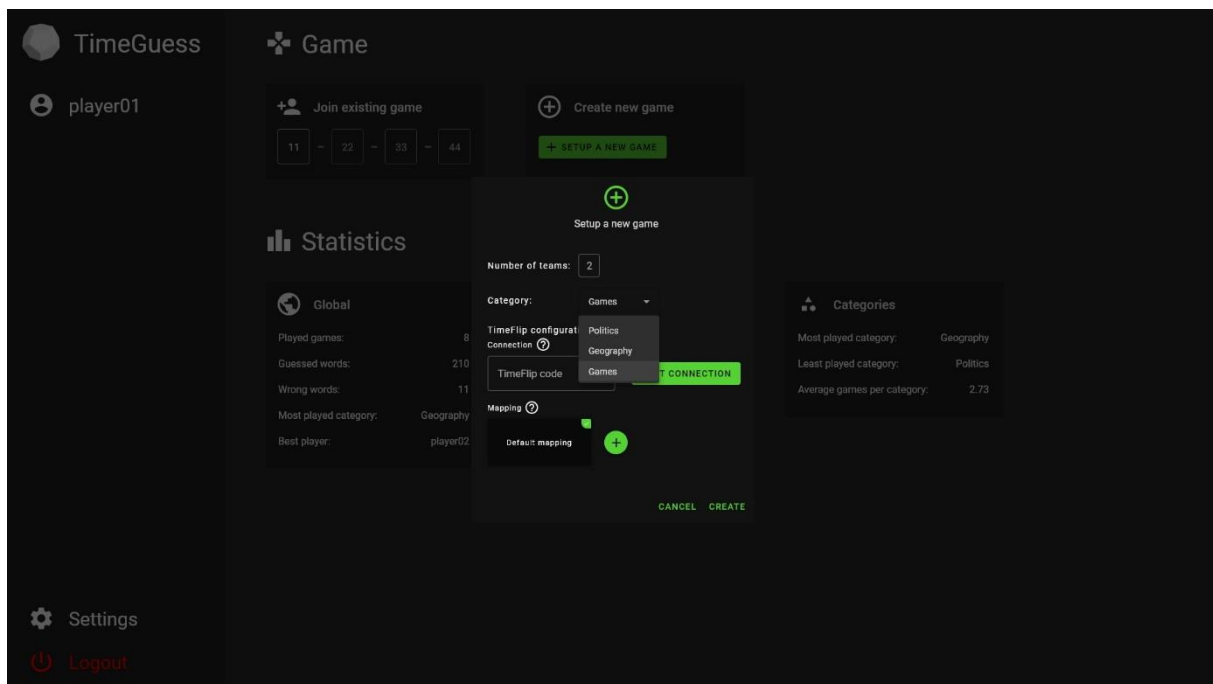 TimeGuess
player01
Game
Join existing game
11 - 22 - 33 - 44
Create new game
+ SETUP A NEW GAME
Setup a new game
Number of teams: 2
Category: Games
Politics
Geography
Games
TimeFlip configurat
Connection
TimeFlip code
T CONNECTION
Mapping
Default mapping
CANCEL CREATE
Statistics
Global
Played games: 8
Guessed words: 210
Wrong words: 11
Most played category: Geography
Best player: player02
Categories
Most played category: Geography
Least played category: Politics
Average games per category: 2.73
Settings
Logout